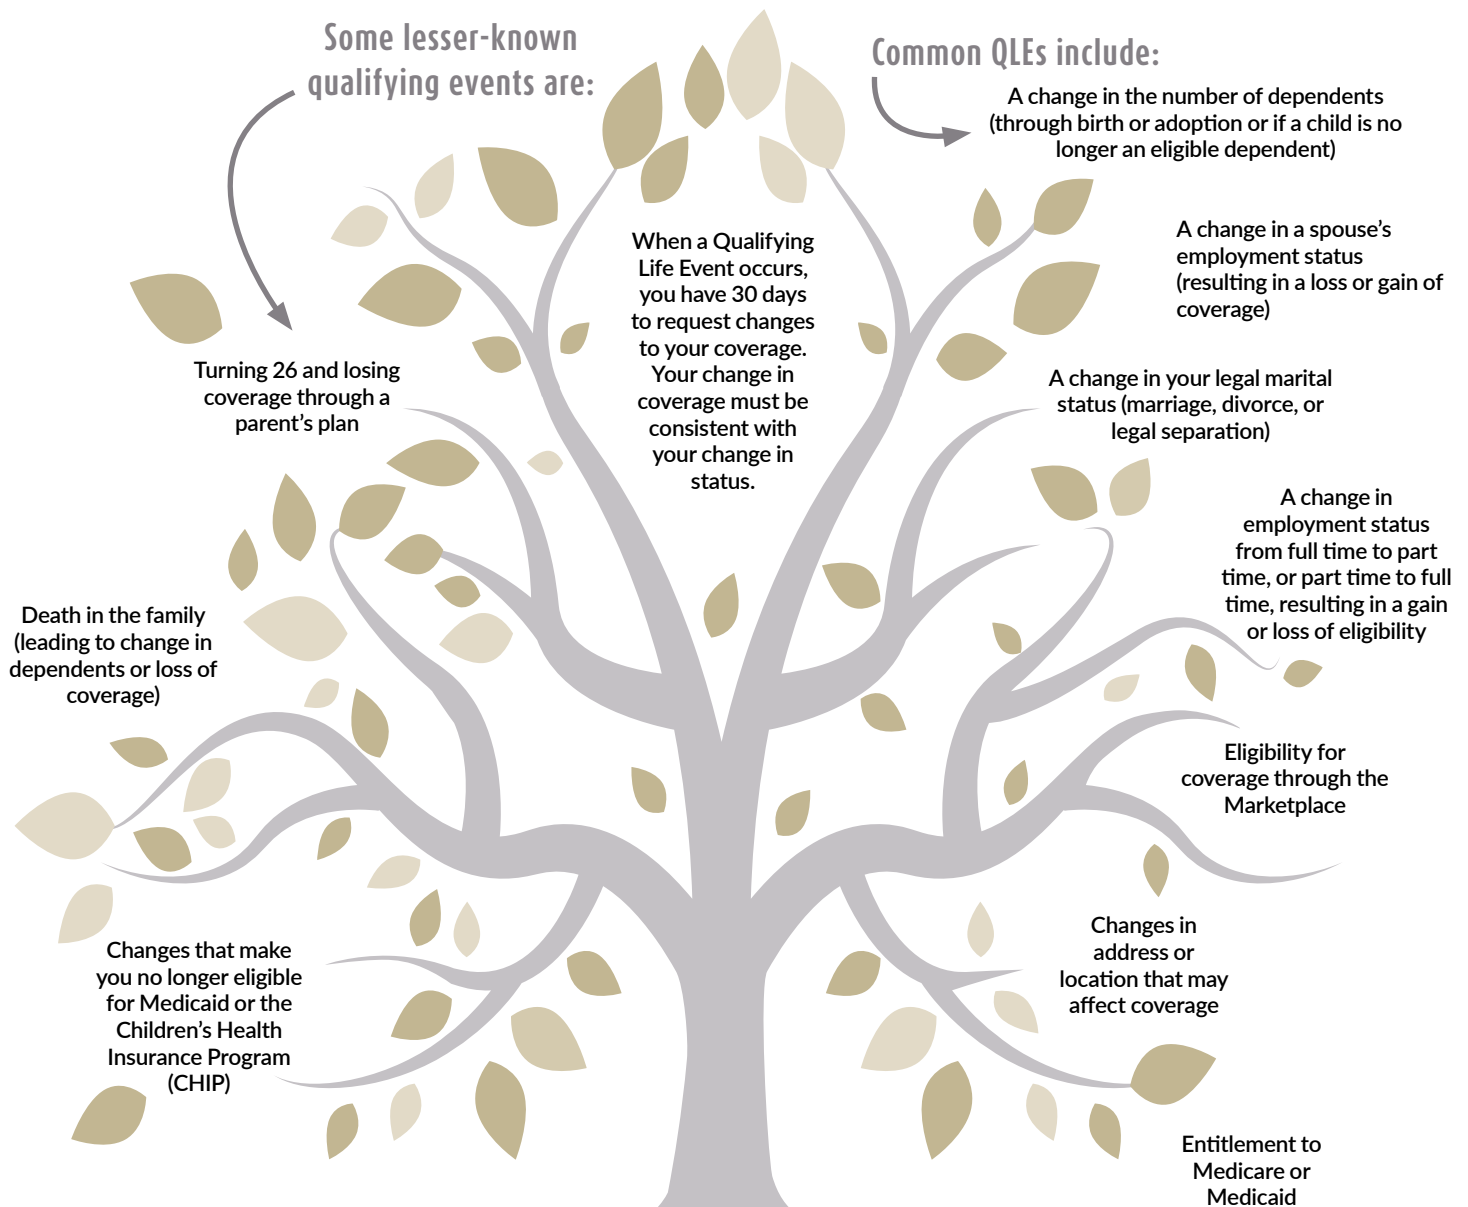 Some lesser-known
qualifying events are:
Turning 26 and losing
coverage through a
parent’s plan
Death in the family
(leading to change in
dependents or loss of
coverage)
Changes that make
you no longer eligible
for Medicaid or the
Children’s Health
Insurance Program
(CHIP)
When a Qualifying
Life Event occurs,
you have 30 days
to request changes
to your coverage.
Your change in
coverage must be
consistent with
your change in
status.
Common QLEs include:
A change in the number of dependents
(through birth or adoption or if a child is no
longer an eligible dependent)
A change in a spouse’s
employment status
(resulting in a loss or gain of
coverage)
A change in your legal marital
status (marriage, divorce, or
legal separation)
A change in
employment status
from full time to part
time, or part time to full
time, resulting in a gain
or loss of eligibility
Eligibility for
coverage through the
Marketplace
Changes in
address or
location that may
affect coverage
Entitlement to
Medicare or
Medicaid